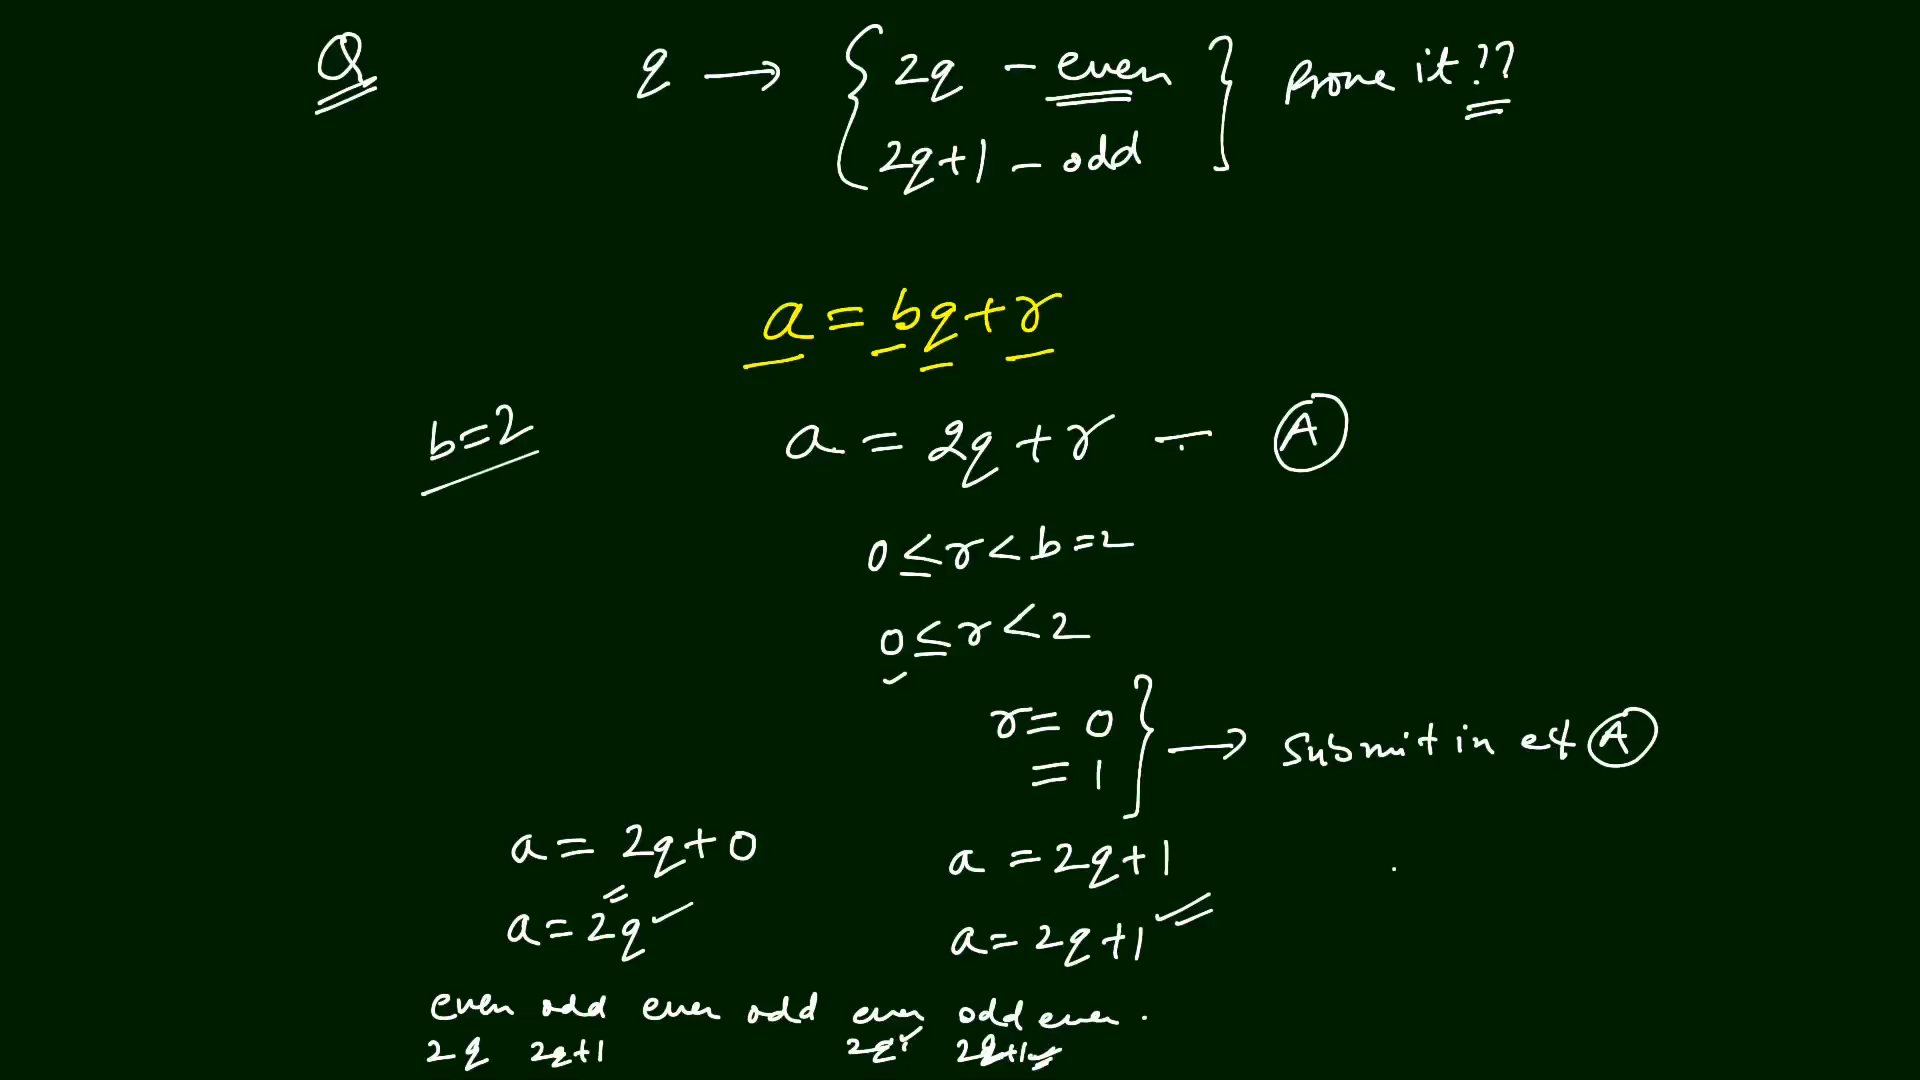 Q q → { 2q - even } Prove it??
2q+1 - odd
a = bq + r
b=2 a = 2q + r - A
0 ≤ r < b = 2
0 ≤ r < 2
r = 0
= 1 } → Submit in eq A
a = 2q + 0 a = 2q + 1
a = 2q ✓ a = 2q + 1
even odd even odd even odd even .
2q 2q+1 2q 2q+1